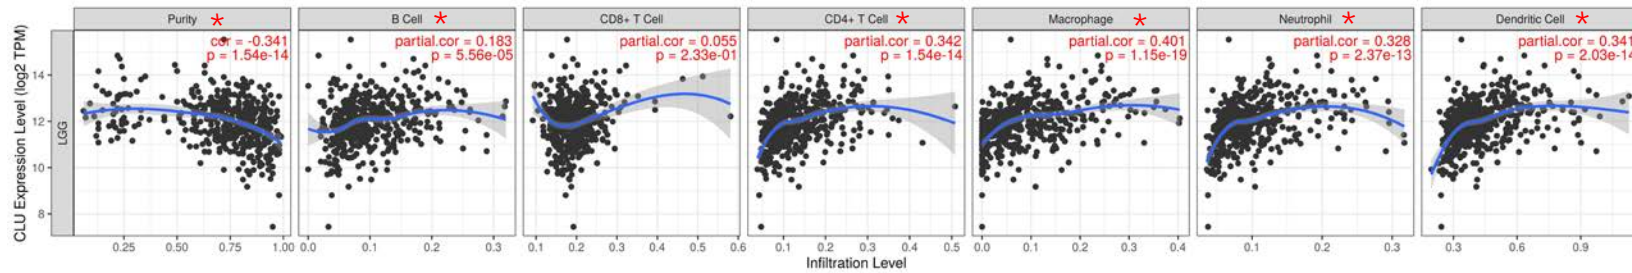 Purity *
B Cell *
CD8+ T Cell
CD4+ T Cell *
Macrophage *
Neutrophil *
Dendritic Cell *
cor = -0.341
p = 1.54e-14
partial.cor = 0.183
p = 5.56e-05
partial.cor = 0.055
p = 2.33e-01
partial.cor = 0.342
p = 1.54e-14
partial.cor = 0.401
p = 1.15e-19
partial.cor = 0.328
p = 2.37e-13
partial.cor = 0.341
p = 2.03e-14
CLU Expression Level (log2 TPM)
LGG
14
12
10
8
0.25 0.50 0.75 1.00
0.0 0.1 0.2 0.3
0.1 0.2 0.3 0.4 0.5 0.6
0.1 0.2 0.3 0.4 0.5
0.0 0.1 0.2 0.3 0.4
0.1 0.2 0.3
0.3 0.6 0.9
Infiltration Level